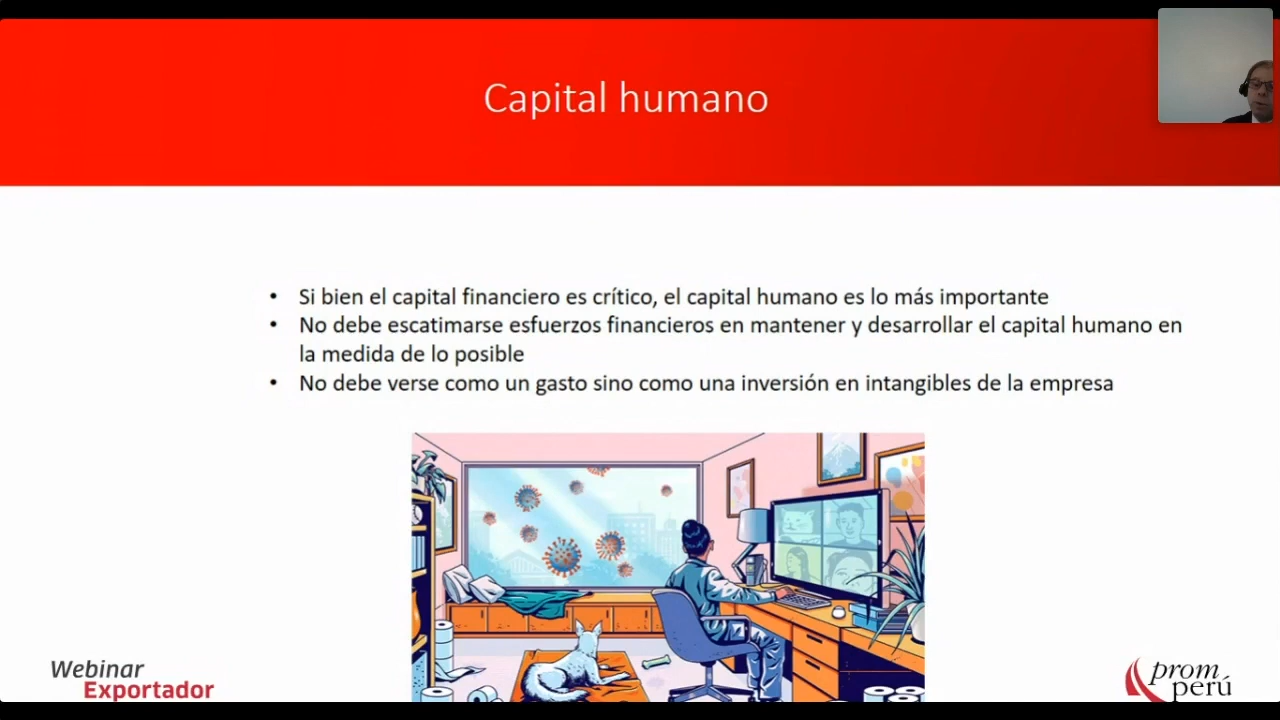 Capital humano
• Si bien el capital financiero es crítico, el capital humano es lo más importante
• No debe escatimarse esfuerzos financieros en mantener y desarrollar el capital humano en
la medida de lo posible
• No debe verse como un gasto sino como una inversión en intangibles de la empresa
Webinar
Exportador
prom
perú